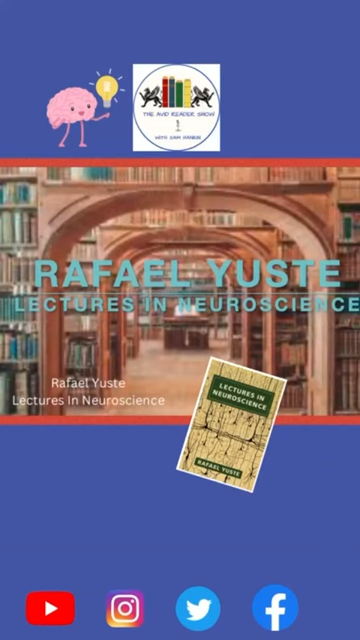 THE AVID READER SHOW
WITH SAM HANKIN
RAFAEL YUSTE
LECTURES IN NEUROSCIENCE
Rafael Yuste
Lectures In Neuroscience
LECTURES IN
NEUROSCIENCE
RAFAEL YUSTE